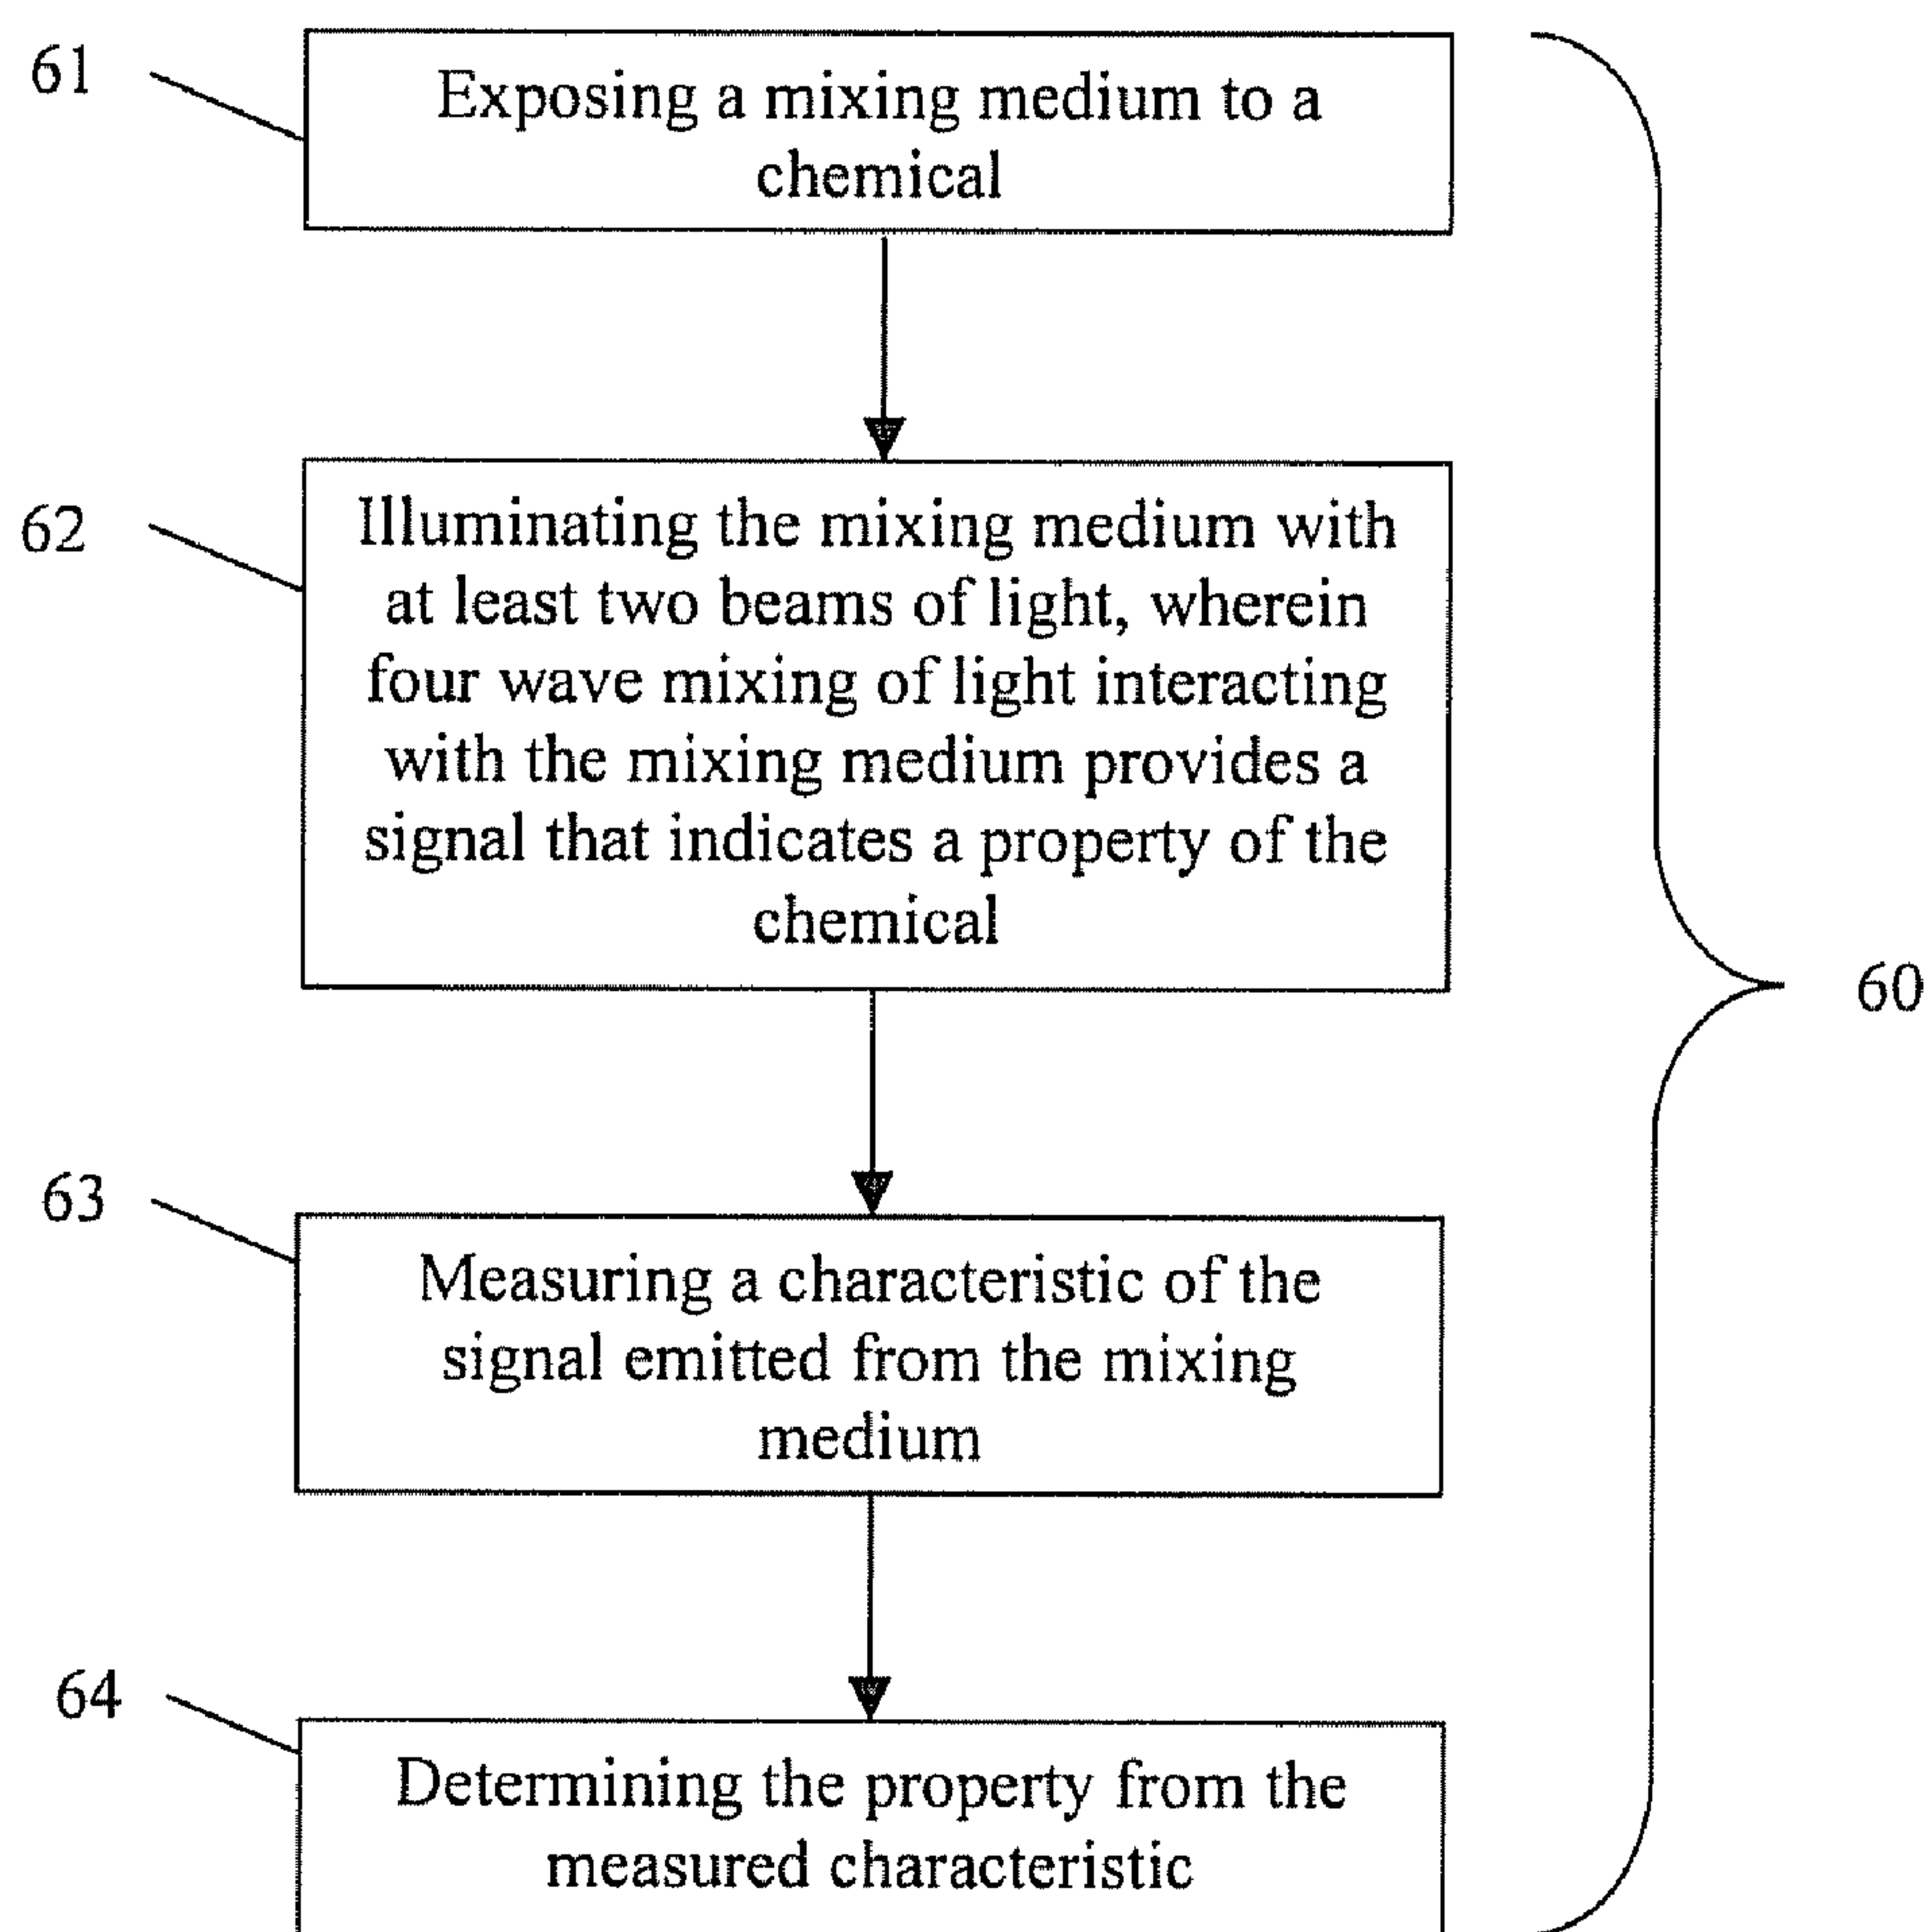 61
Exposing a mixing medium to a
chemical
62
Illuminating the mixing medium with
at least two beams of light, wherein
four wave mixing of light interacting
with the mixing medium provides a
signal that indicates a property of the
chemical
60
63
Measuring a characteristic of the
signal emitted from the mixing
medium
64
Determining the property from the
measured characteristic